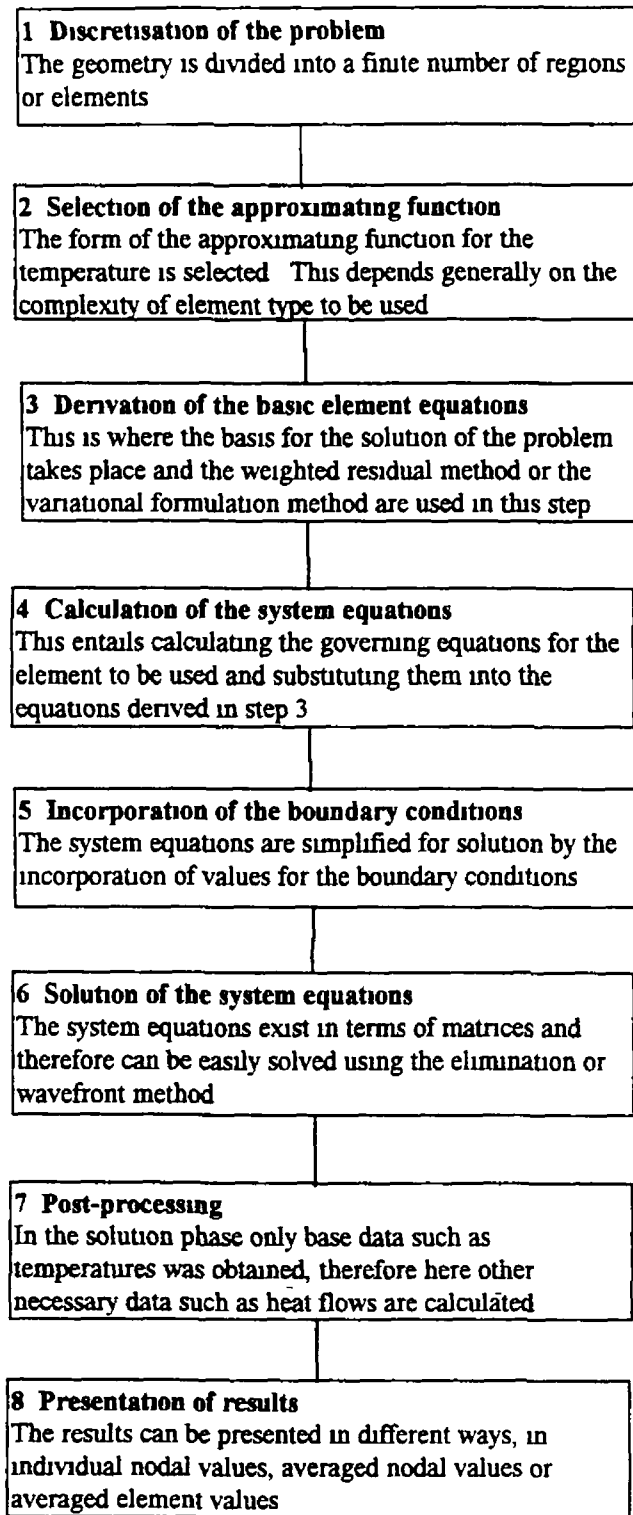 1 Discretisation of the problem
The geometry is divided into a finite number of regions
or elements
2 Selection of the approximating function
The form of the approximating function for the
temperature is selected This depends generally on the
complexity of element type to be used
3 Derivation of the basic element equations
This is where the basis for the solution of the problem
takes place and the weighted residual method or the
variational formulation method are used in this step
4 Calculation of the system equations
This entails calculating the governing equations for the
element to be used and substituting them into the
equations derived in step 3
5 Incorporation of the boundary conditions
The system equations are simplified for solution by the
incorporation of values for the boundary conditions
6 Solution of the system equations
The system equations exist in terms of matrices and
therefore can be easily solved using the elimination or
wavefront method
7 Post-processing
In the solution phase only base data such as
temperatures was obtained, therefore here other
necessary data such as heat flows are calculated
8 Presentation of results
The results can be presented in different ways, in
individual nodal values, averaged nodal values or
averaged element values